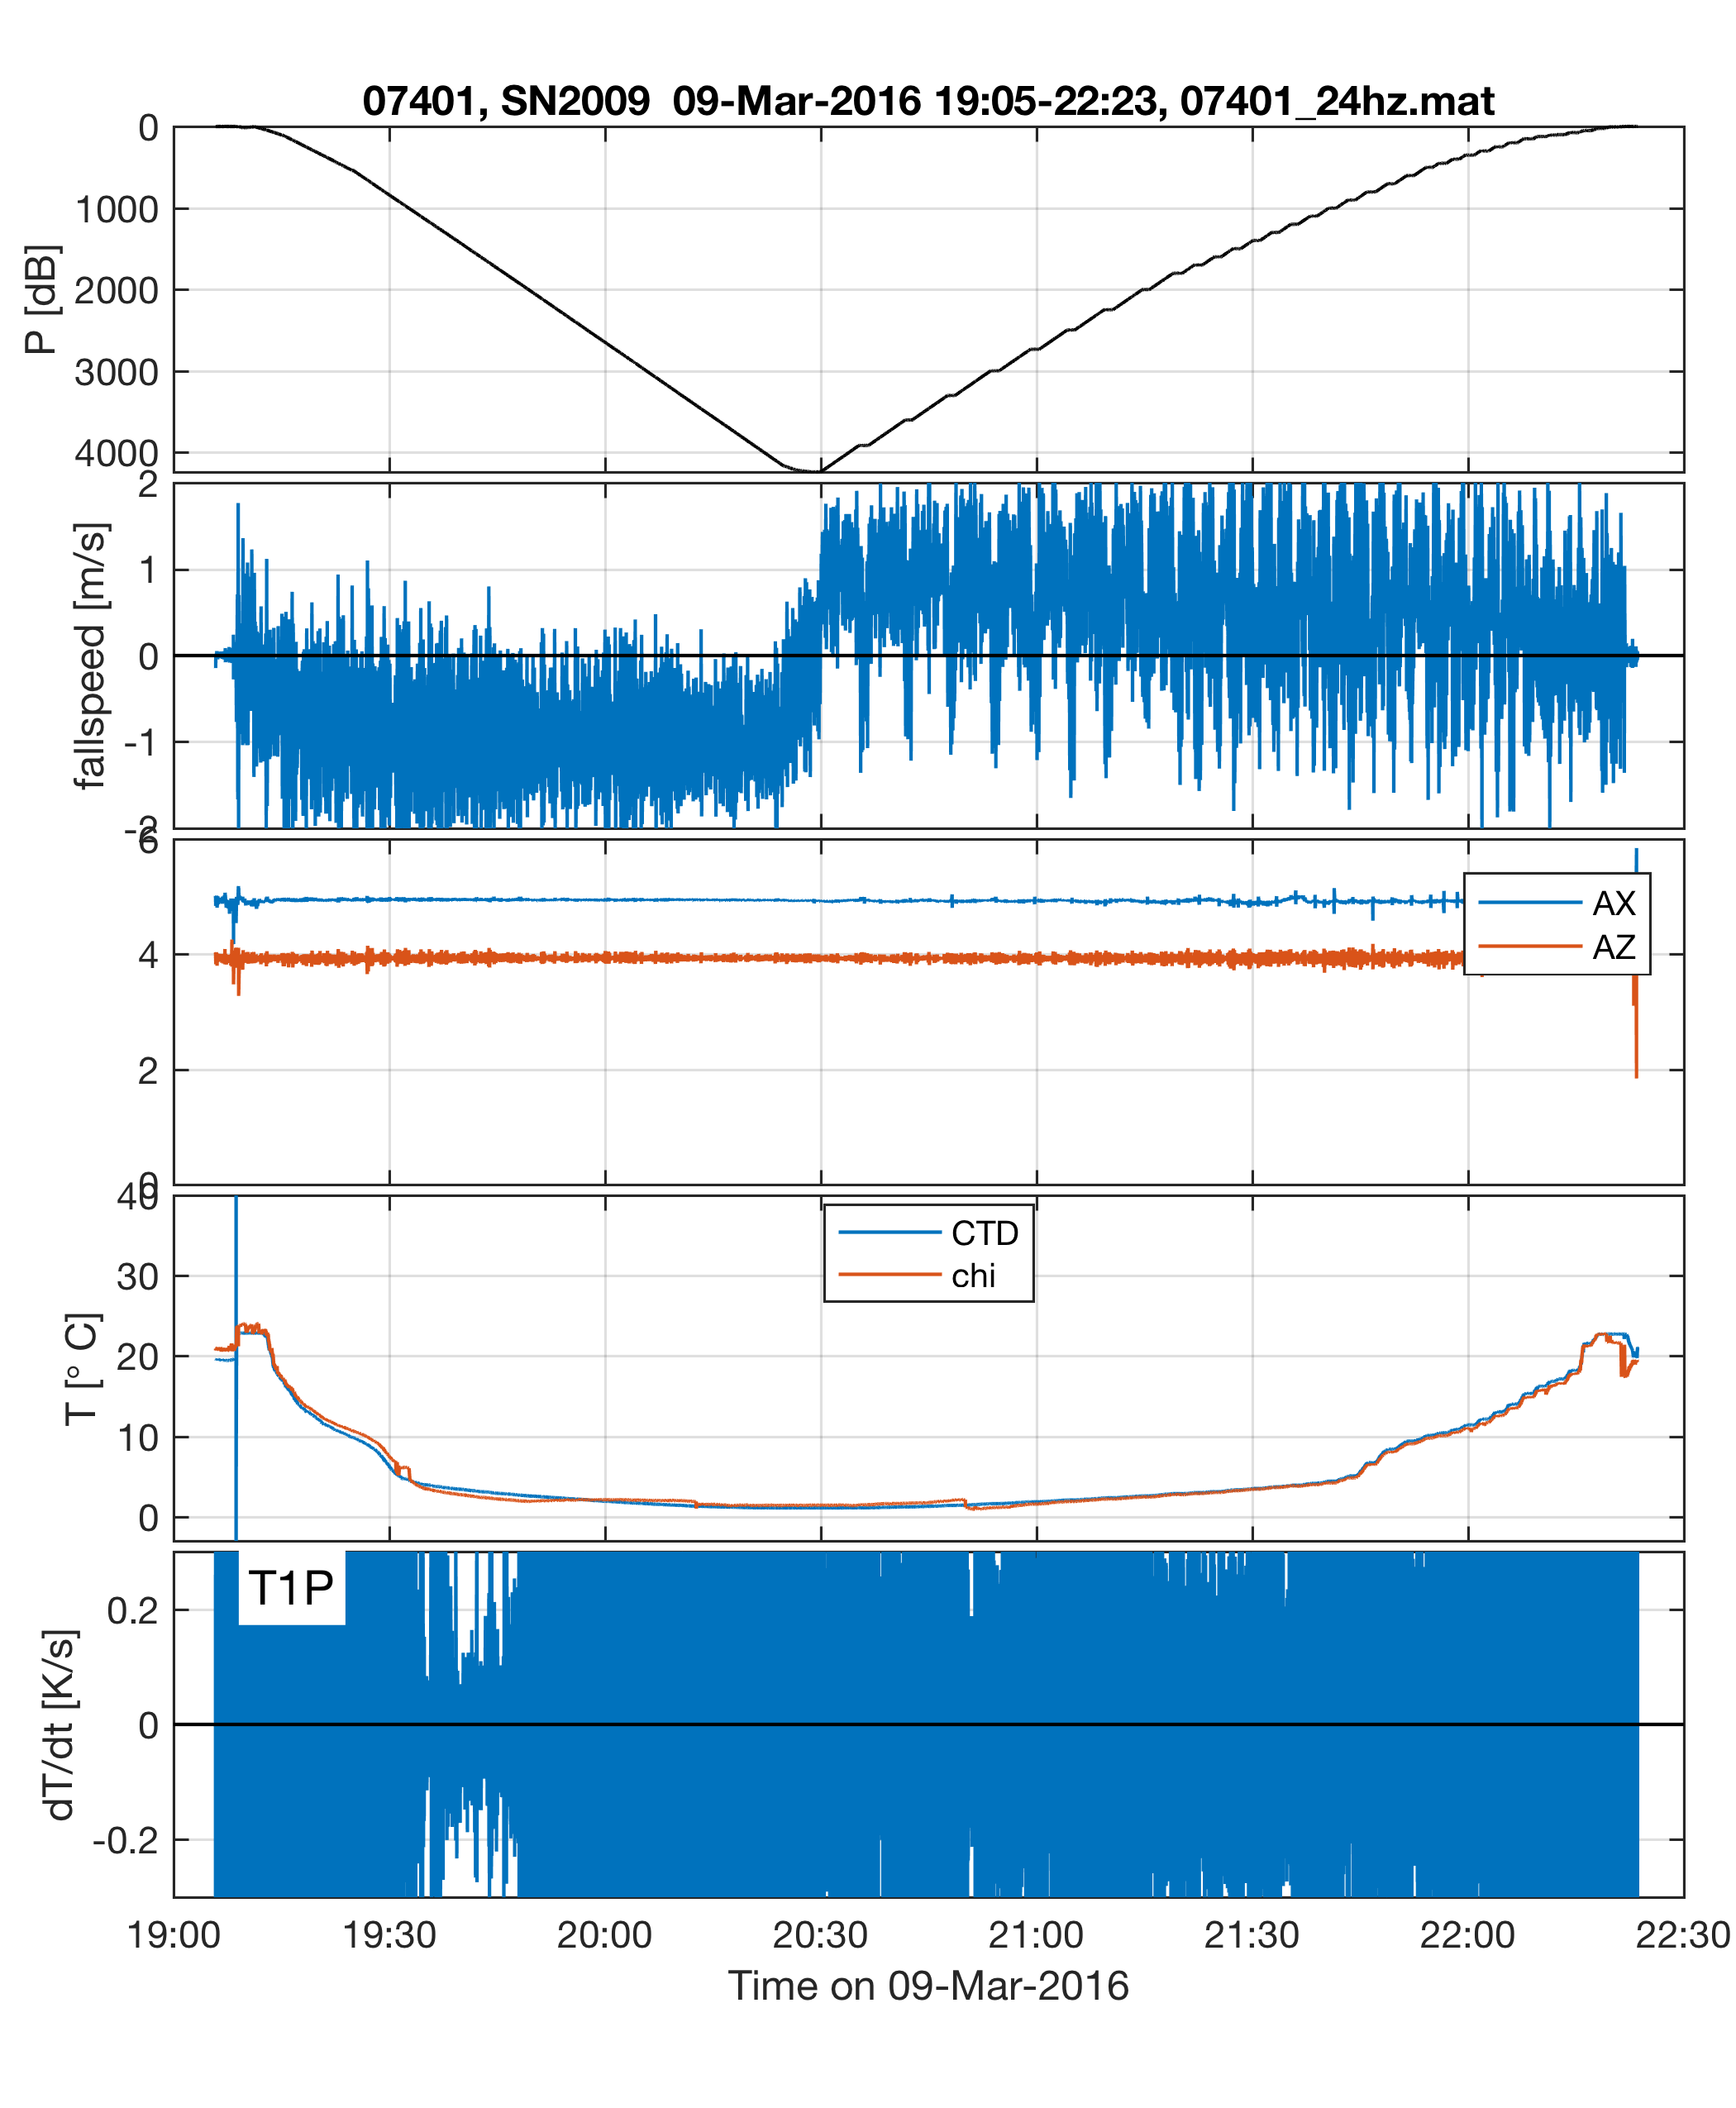 07401, SN2009  09-Mar-2016 19:05-22:23, 07401_24hz.mat
0
1000
2000
3000
4000
P [dB]
2
1
0
-1
-2
fallspeed [m/s]
6
4
2
0
AX
AZ
40
30
20
10
0
T [° C]
CTD
chi
T1P
0.2
0
-0.2
dT/dt [K/s]
19:00 19:30 20:00 20:30 21:00 21:30 22:00 22:30
Time on 09-Mar-2016